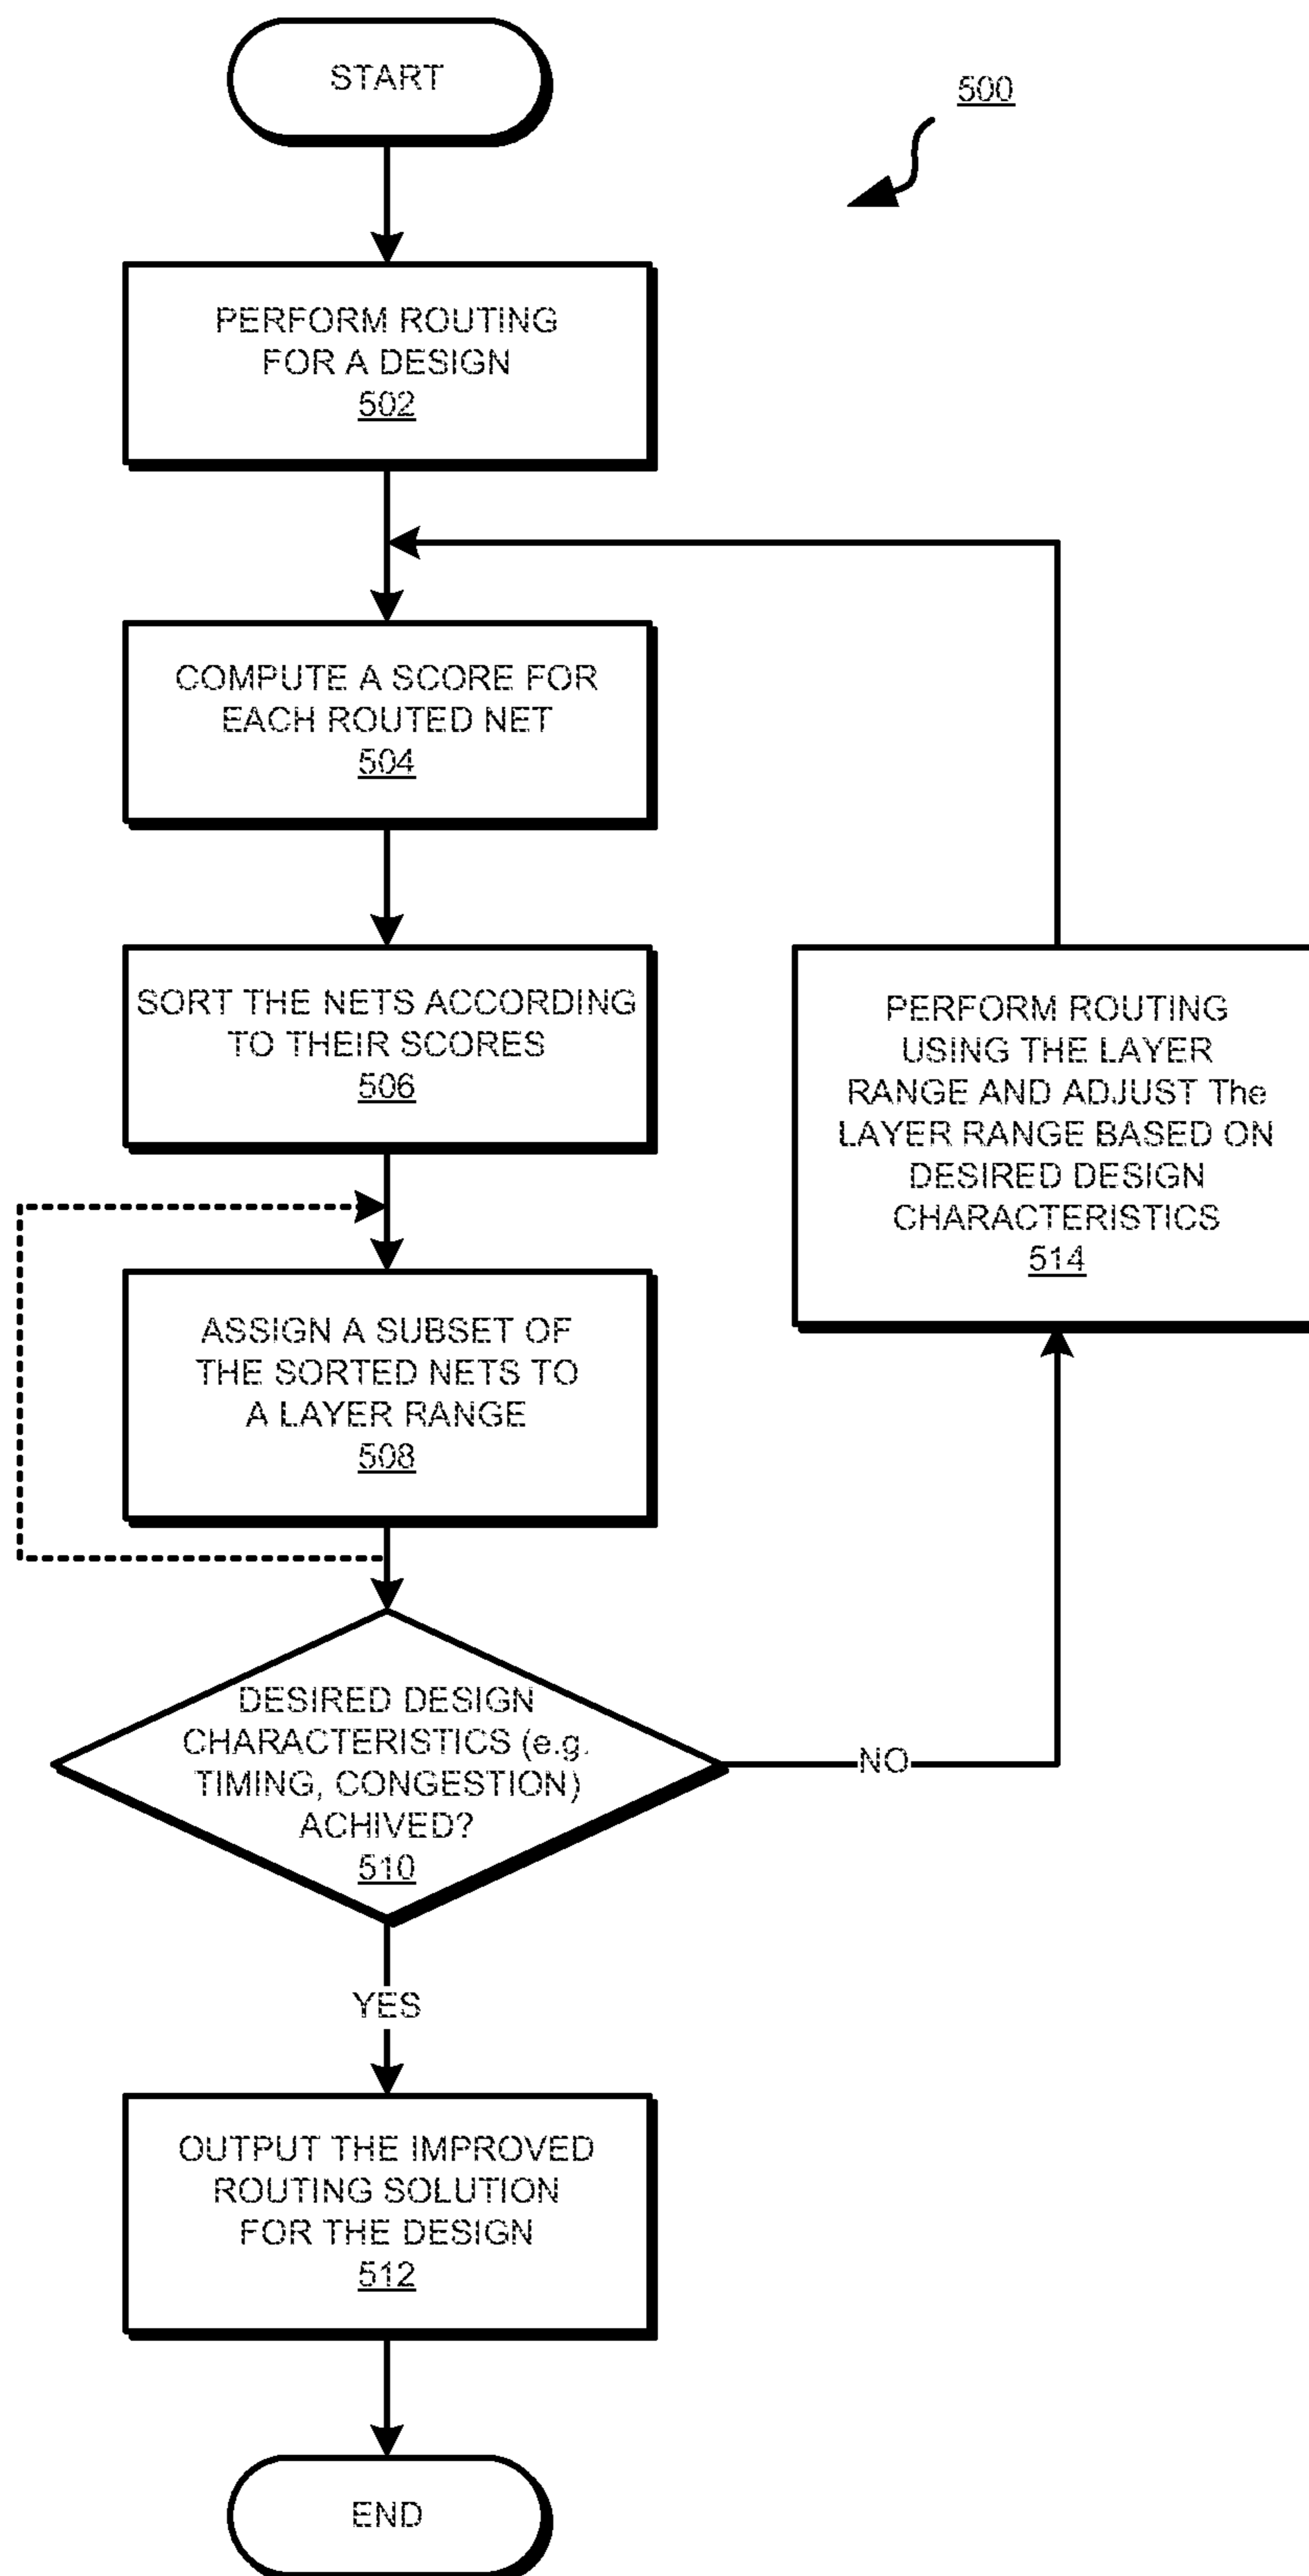 START
500
PERFORM ROUTING
FOR A DESIGN
502
COMPUTE A SCORE FOR
EACH ROUTED NET
504
SORT THE NETS ACCORDING
TO THEIR SCORES
506
PERFORM ROUTING
USING THE LAYER
RANGE AND ADJUST The
LAYER RANGE BASED ON
DESIRED DESIGN
CHARACTERISTICS
514
ASSIGN A SUBSET OF
THE SORTED NETS TO
A LAYER RANGE
508
DESIRED DESIGN
CHARACTERISTICS (e.g.
TIMING, CONGESTION)
ACHIVED?
510
NO
YES
OUTPUT THE IMPROVED
ROUTING SOLUTION
FOR THE DESIGN
512
END